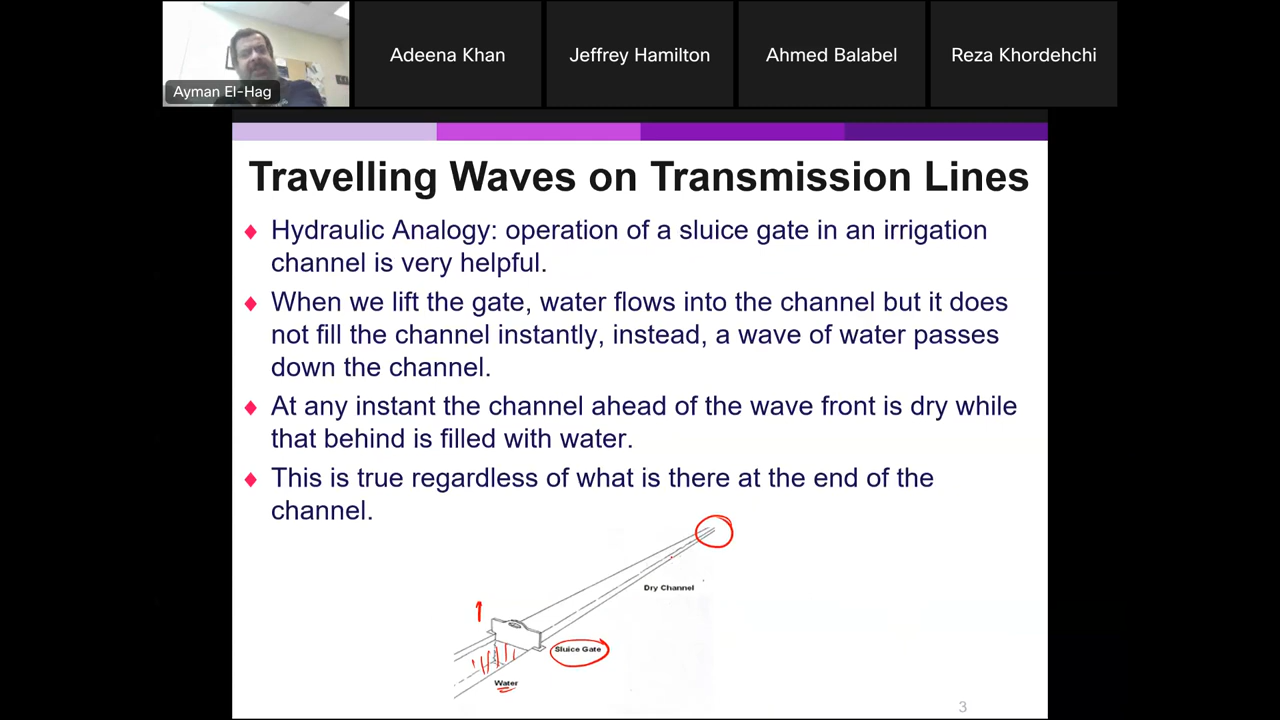 Adeena Khan
Jeffrey Hamilton
Ahmed Balabel
Reza Khordehchi
Ayman El-Hag
Travelling Waves on Transmission Lines
♦ Hydraulic Analogy: operation of a sluice gate in an irrigation
channel is very helpful.
♦ When we lift the gate, water flows into the channel but it does
not fill the channel instantly, instead, a wave of water passes
down the channel.
♦ At any instant the channel ahead of the wave front is dry while
that behind is filled with water.
♦ This is true regardless of what is there at the end of the
channel.
Dry Channel
Sluice Gate
Water
3